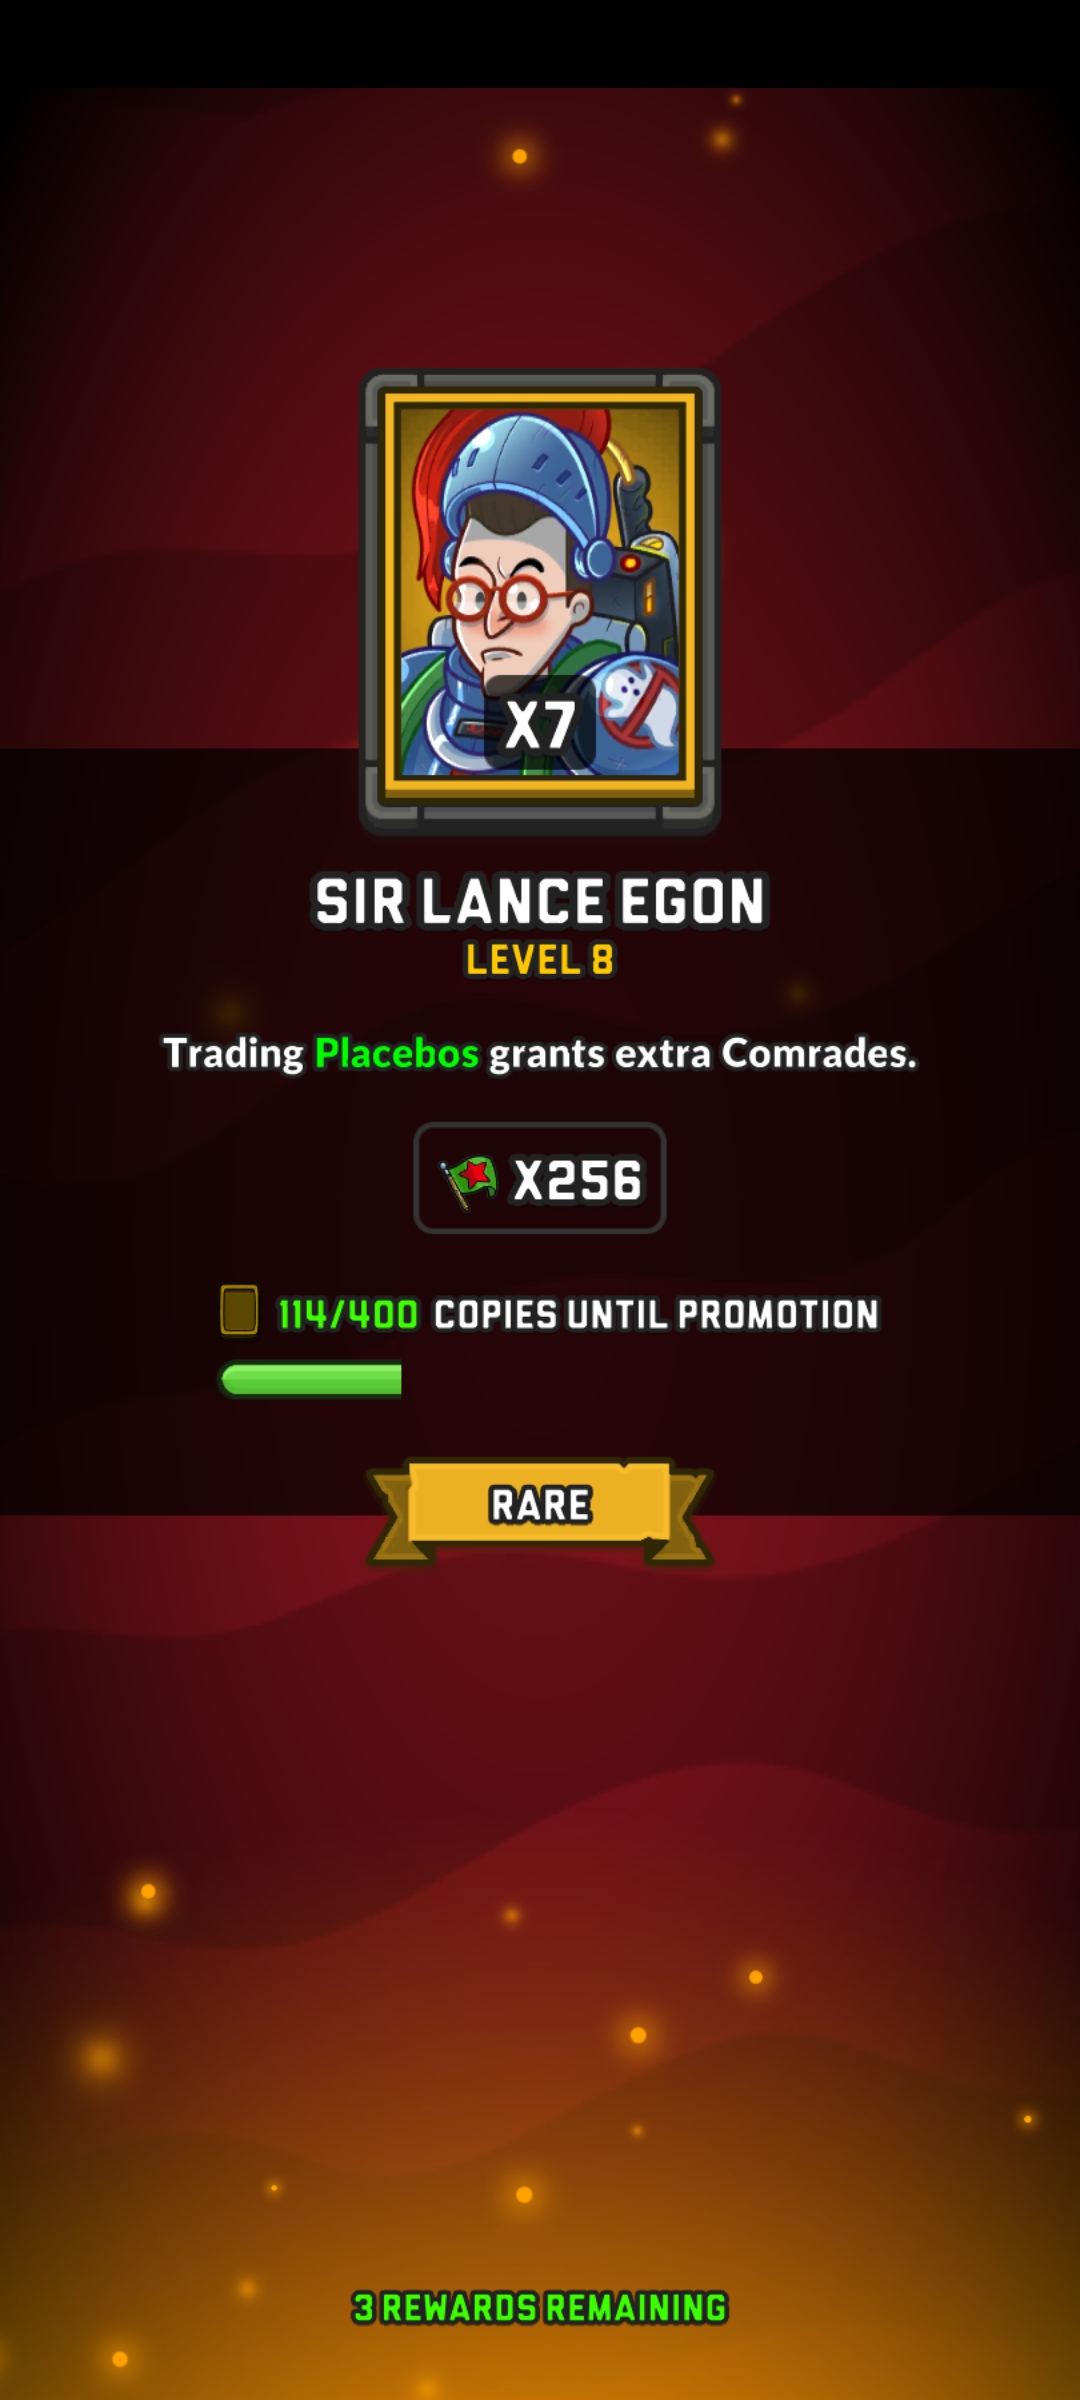 X7
SIR LANCE EGON
LEVEL 8
Trading Placebos grants extra Comrades.
X256
114/400 COPIES UNTIL PROMOTION
RARE
3 REWARDS REMAINING